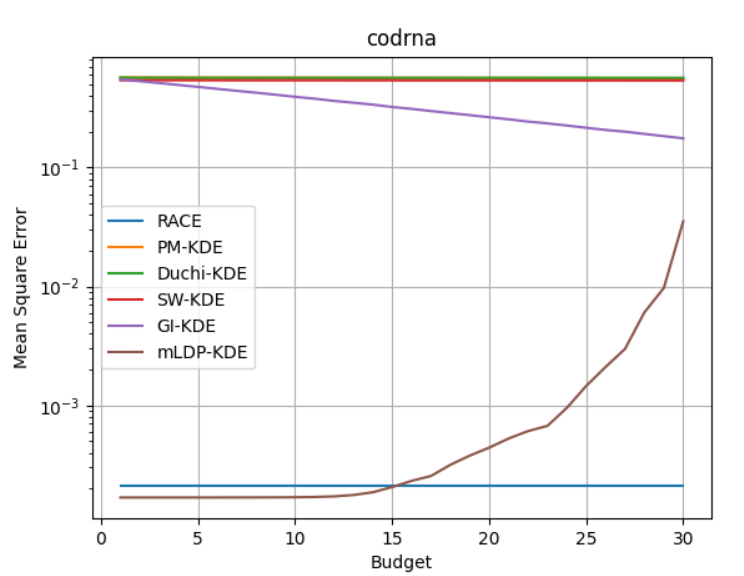 codrna
Mean Square Error
10⁻¹
10⁻²
10⁻³
RACE
PM-KDE
Duchi-KDE
SW-KDE
GI-KDE
mLDP-KDE
0 5 10 15 20 25 30
Budget